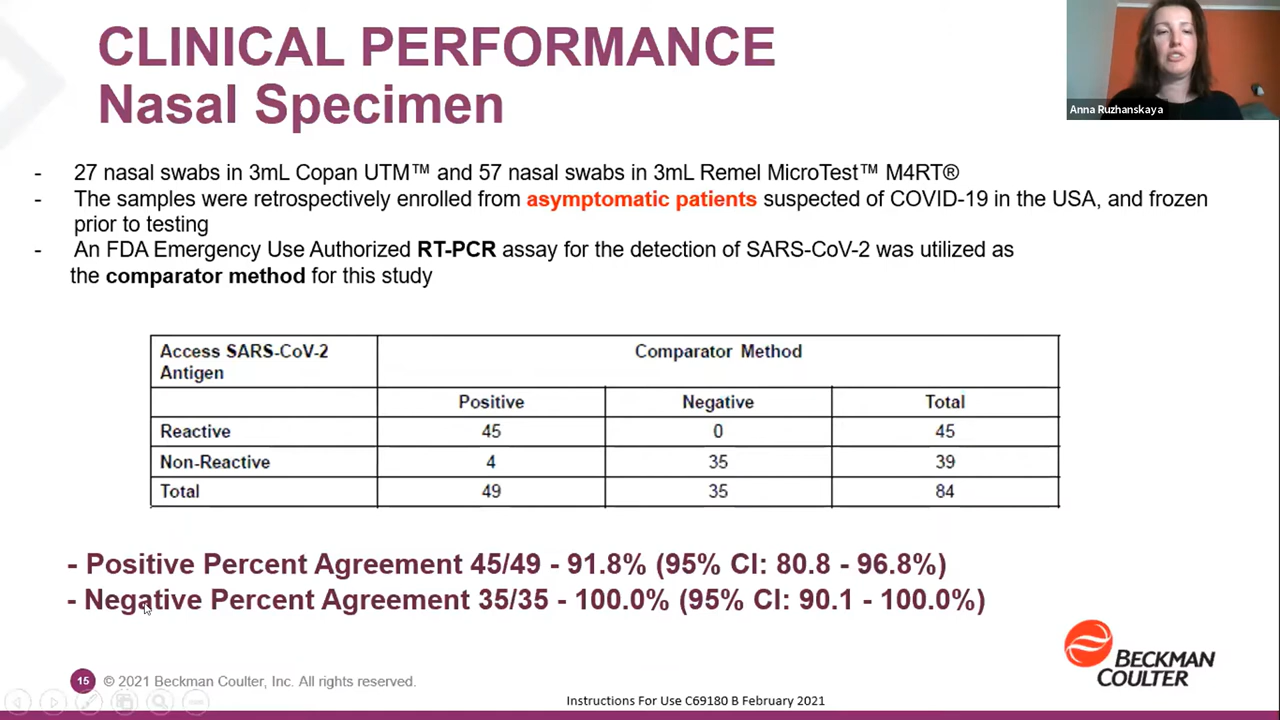 CLINICAL PERFORMANCE
Nasal Specimen
Anna Ruzhanskaya
- 27 nasal swabs in 3mL Copan UTM™ and 57 nasal swabs in 3mL Remel MicroTest™ M4RT®
- The samples were retrospectively enrolled from asymptomatic patients suspected of COVID-19 in the USA, and frozen
prior to testing
- An FDA Emergency Use Authorized RT-PCR assay for the detection of SARS-CoV-2 was utilized as
the comparator method for this study
Access SARS-CoV-2
Antigen
Comparator Method
Positive Negative Total
Reactive 45 0 45
Non-Reactive 4 35 39
Total 49 35 84
- Positive Percent Agreement 45/49 - 91.8% (95% CI: 80.8 - 96.8%)
- Negative Percent Agreement 35/35 - 100.0% (95% CI: 90.1 - 100.0%)
BECKMAN
COULTER
15 © 2021 Beckman Coulter, Inc. All rights reserved.
Instructions For Use C69180 B February 2021